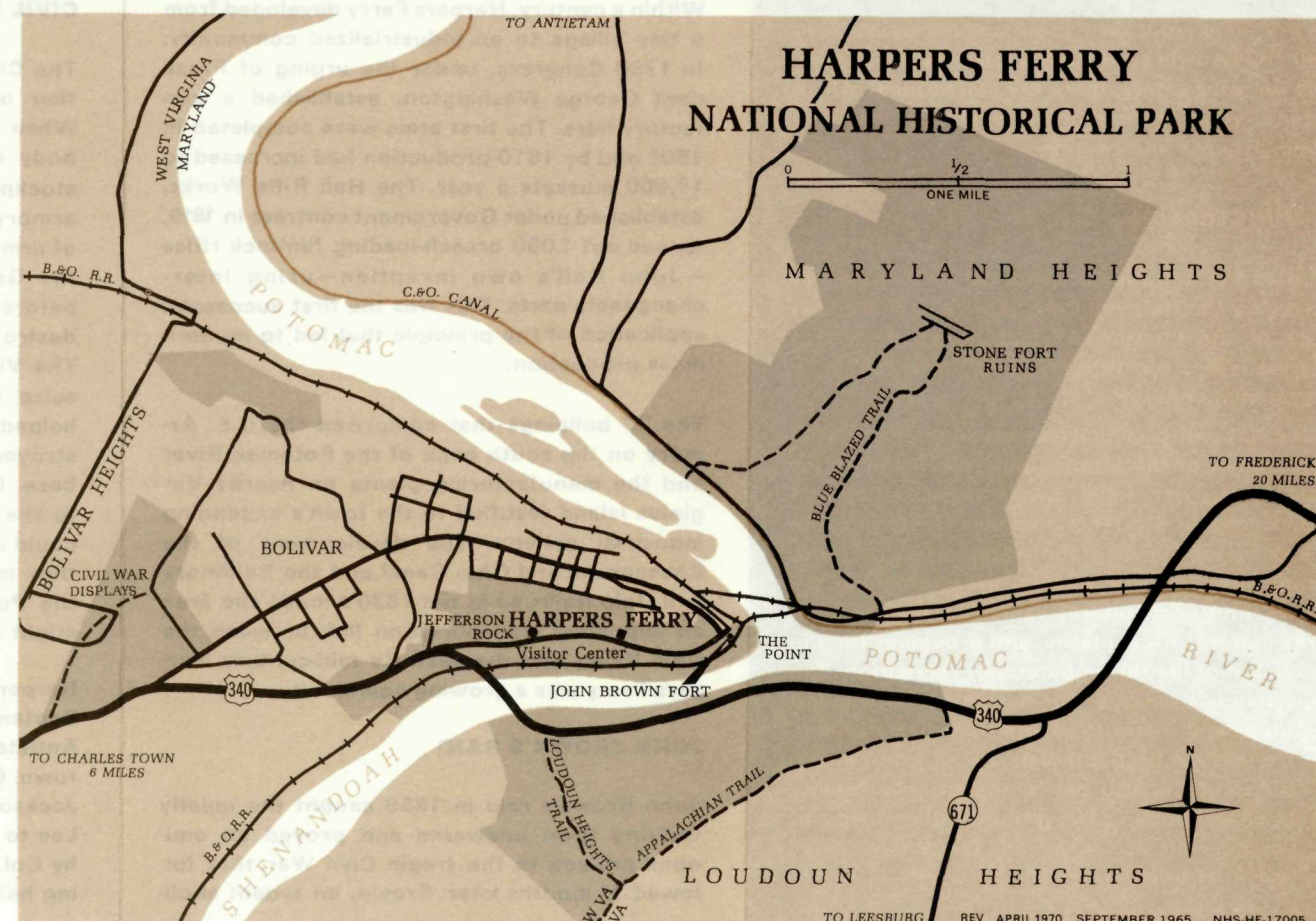 TO ANTIETAM
HARPERS FERRY
NATIONAL HISTORICAL PARK
0 1/2 1
ONE MILE
WEST VIRGINIA
MARYLAND
B.&O. R.R.
POTOMAC
C.&O. CANAL
MARYLAND HEIGHTS
STONE FORT
RUINS
BLUE BLAZED TRAIL
TO FREDERICK
20 MILES
BOLIVAR HEIGHTS
BOLIVAR
CIVIL WAR
DISPLAYS
JEFFERSON
ROCK
HARPERS FERRY
Visitor Center
THE
POINT
B.&O.R.R.
POTOMAC RIVER
340
JOHN BROWN FORT
340
TO CHARLES TOWN
6 MILES
B.&O.R.R.
SHENANDOAH
LOUDOUN HEIGHTS
TRAIL
APPALACHIAN TRAIL
671
N
LOUDOUN HEIGHTS
W VA
VA
TO LEESBURG
REV. APRIL 1970 SEPTEMBER 1965 NHS-HF-17005